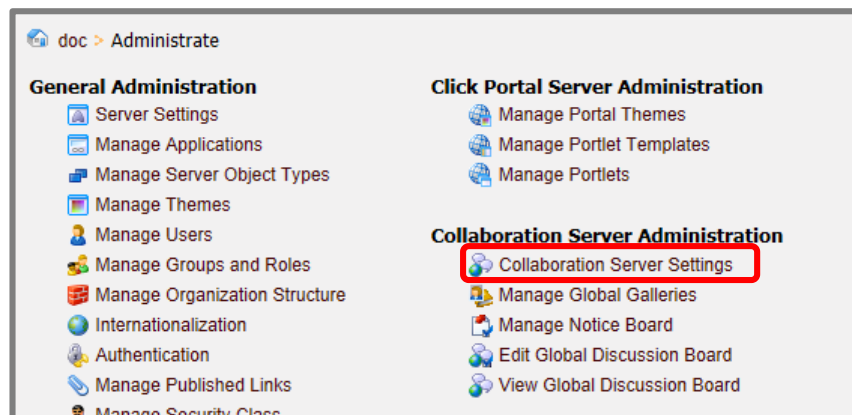 doc > Administrate
General Administration
Server Settings
Manage Applications
Manage Server Object Types
Manage Themes
Manage Users
Manage Groups and Roles
Manage Organization Structure
Internationalization
Authentication
Manage Published Links
Manage Security Class
Click Portal Server Administration
Manage Portal Themes
Manage Portlet Templates
Manage Portlets
Collaboration Server Administration
Collaboration Server Settings
Manage Global Galleries
Manage Notice Board
Edit Global Discussion Board
View Global Discussion Board